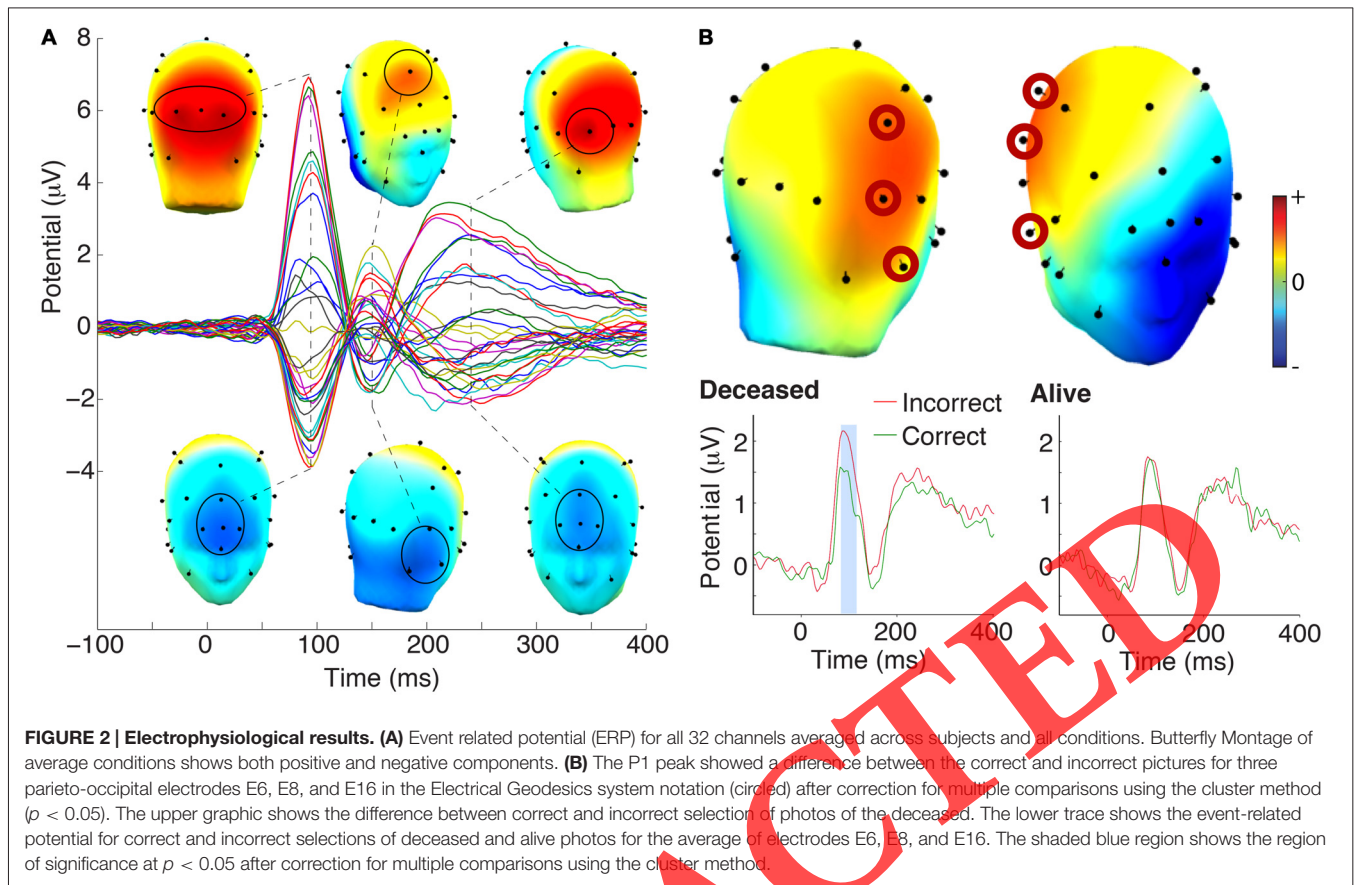 A
8
6
4
2
0
−2
−4
Potential (µV)
−100 0 100 200 300 400
Time (ms)
B
+
0
-
Deceased
Incorrect
Correct
Alive
2
1
0
Potential (µV)
0 200 400
Time (ms)
2
1
0
0 200 400
Time (ms)
FIGURE 2 | Electrophysiological results. (A) Event related potential (ERP) for all 32 channels averaged across subjects and all conditions. Butterfly Montage of
average conditions shows both positive and negative components. (B) The P1 peak showed a difference between the correct and incorrect pictures for three
parieto-occipital electrodes E6, E8, and E16 in the Electrical Geodesics system notation (circled) after correction for multiple comparisons using the cluster method
(p < 0.05). The upper graphic shows the difference between correct and incorrect selection of photos of the deceased. The lower trace shows the event-related
potential for correct and incorrect selections of deceased and alive photos for the average of electrodes E6, E8, and E16. The shaded blue region shows the region
of significance at p < 0.05 after correction for multiple comparisons using the cluster method.
ACTED